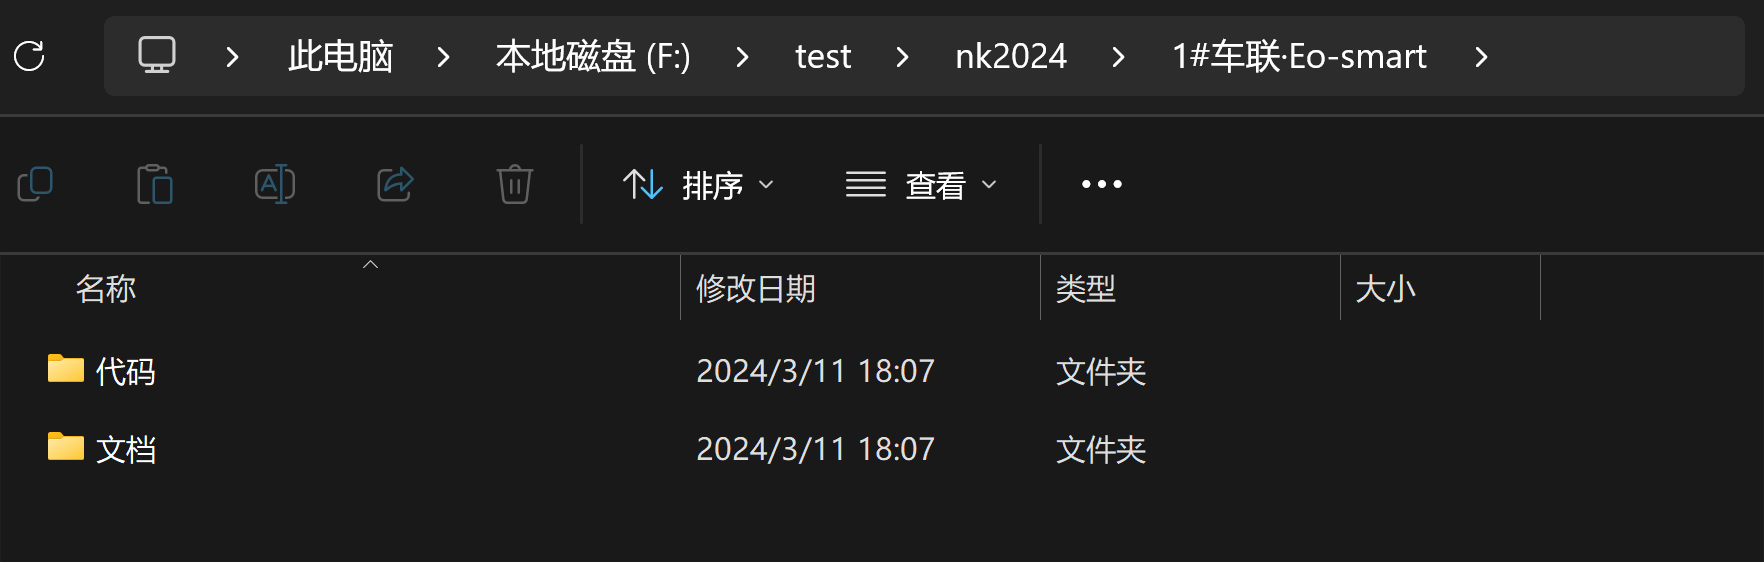 此电脑 本地磁盘 (F:) test nk2024 1#车联·Eo-smart
排序 查看
名称 修改日期 类型 大小
代码 2024/3/11 18:07 文件夹
文档 2024/3/11 18:07 文件夹